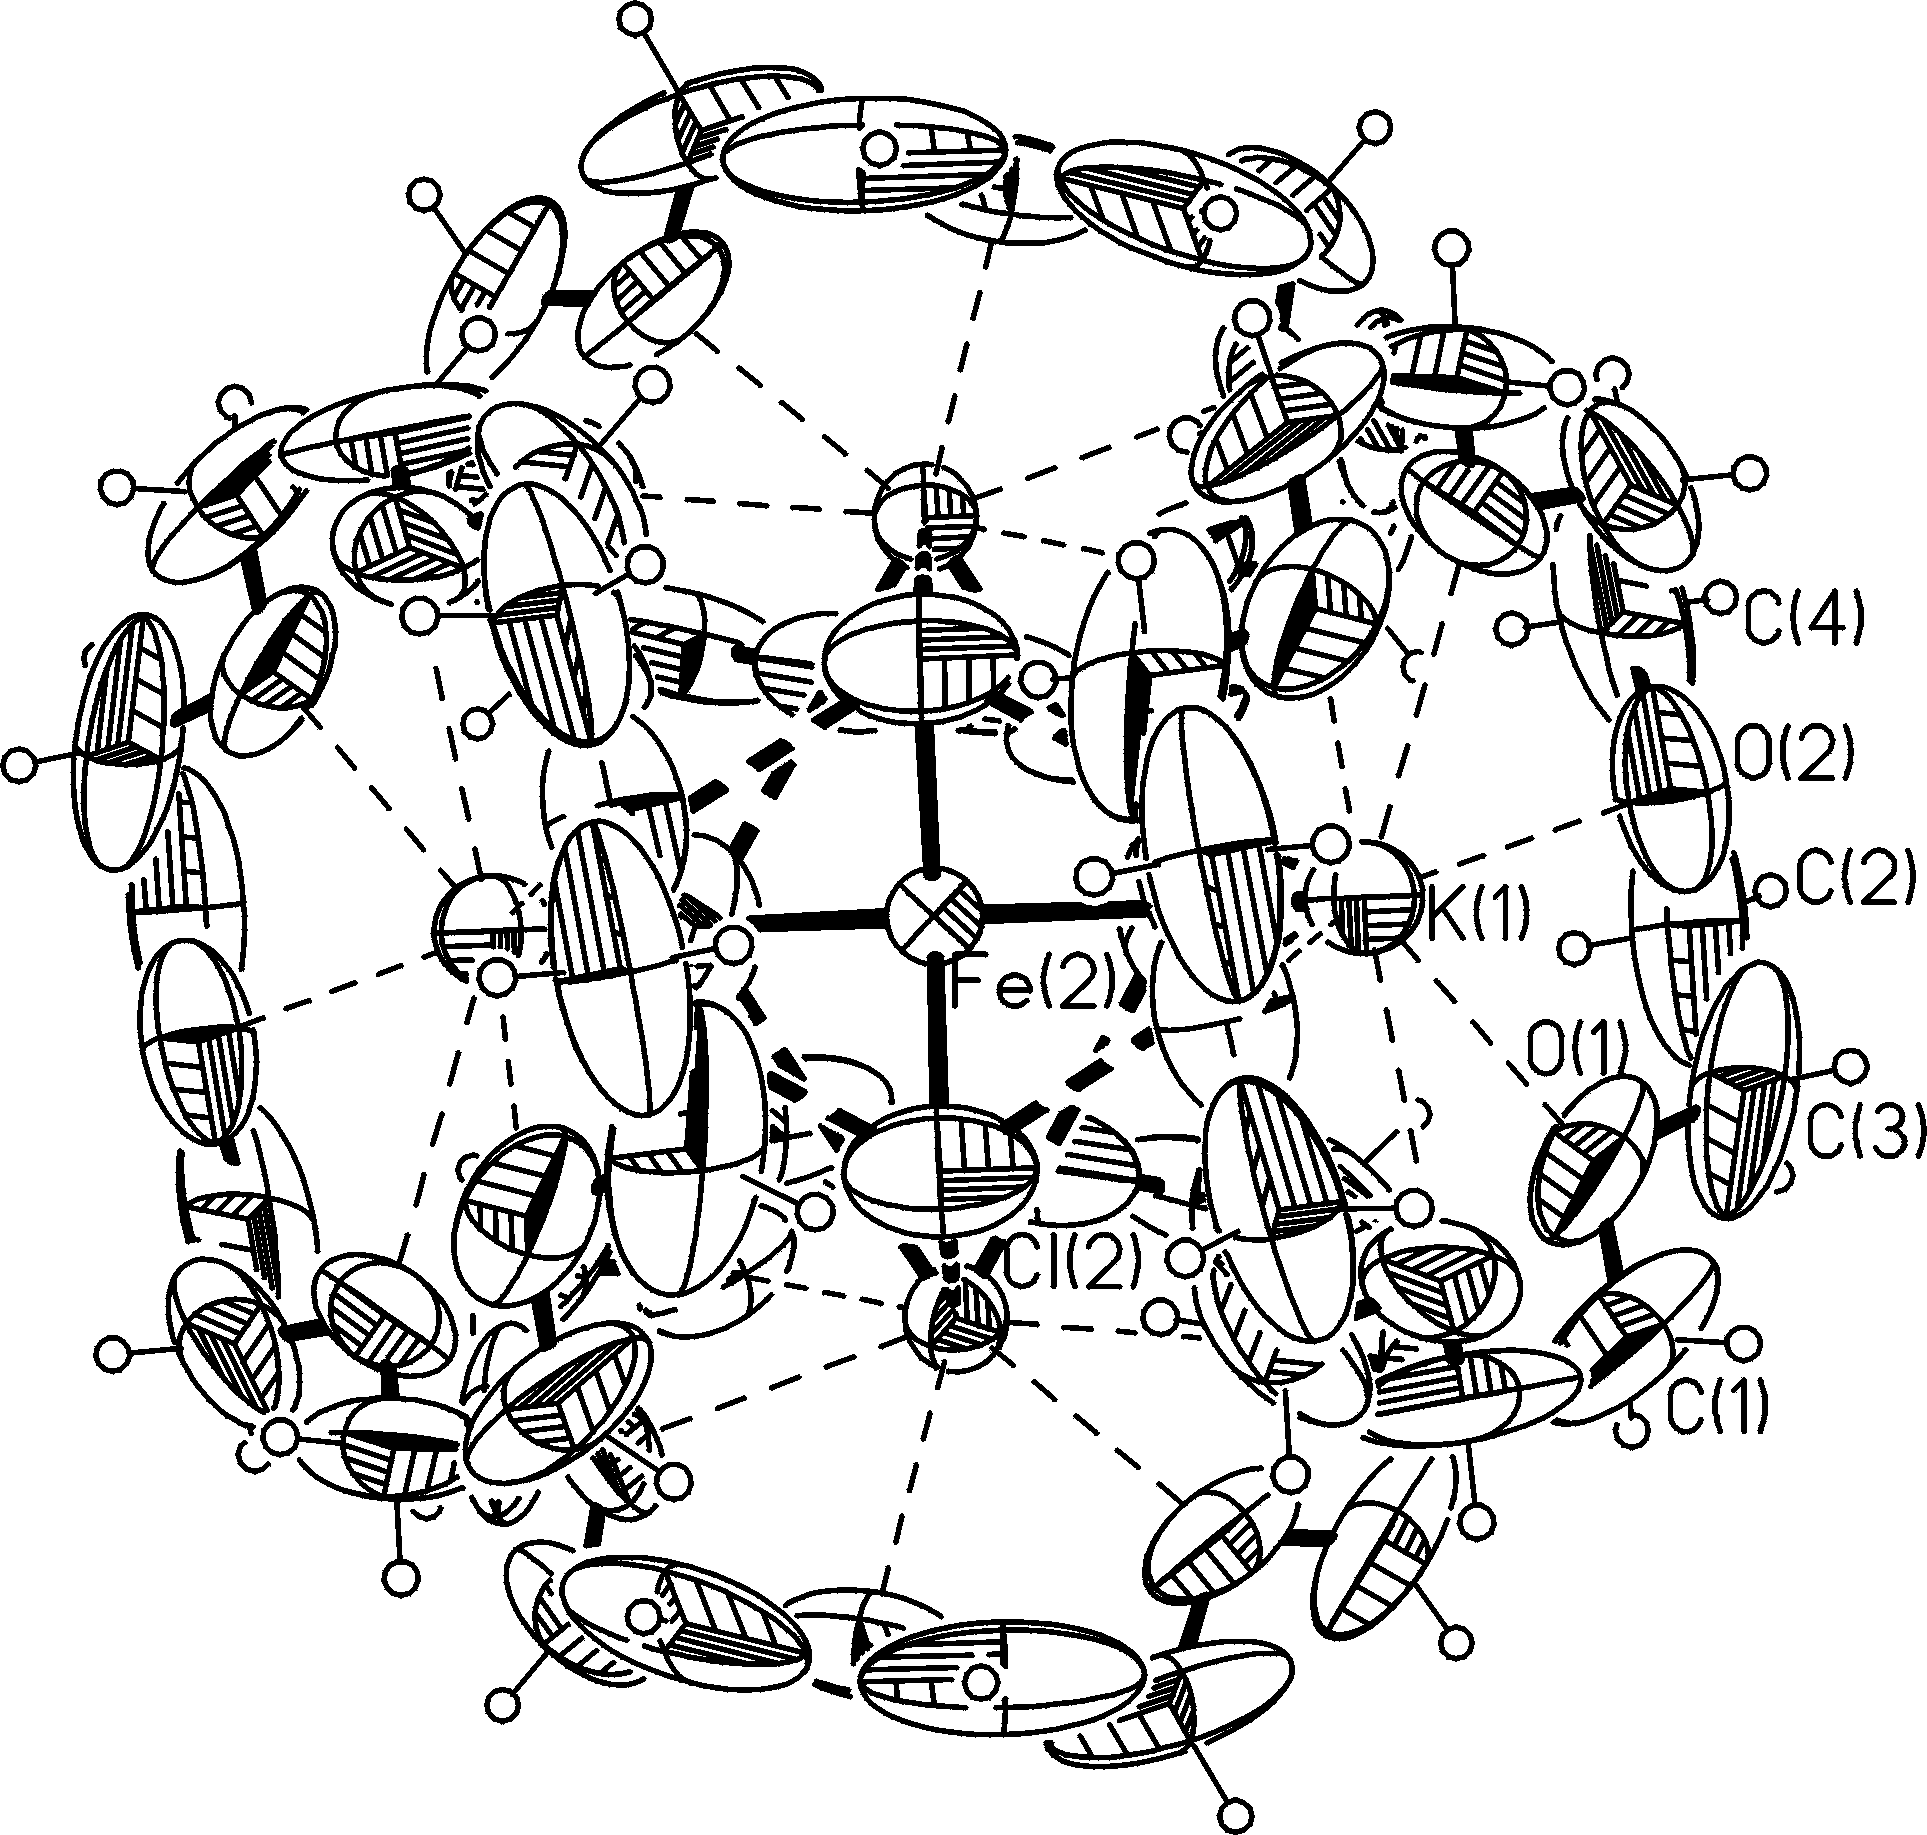 C(4)
O(2)
C(2)
K(1)
Fe(2)
O(1)
C(3)
Cl(2)
C(1)